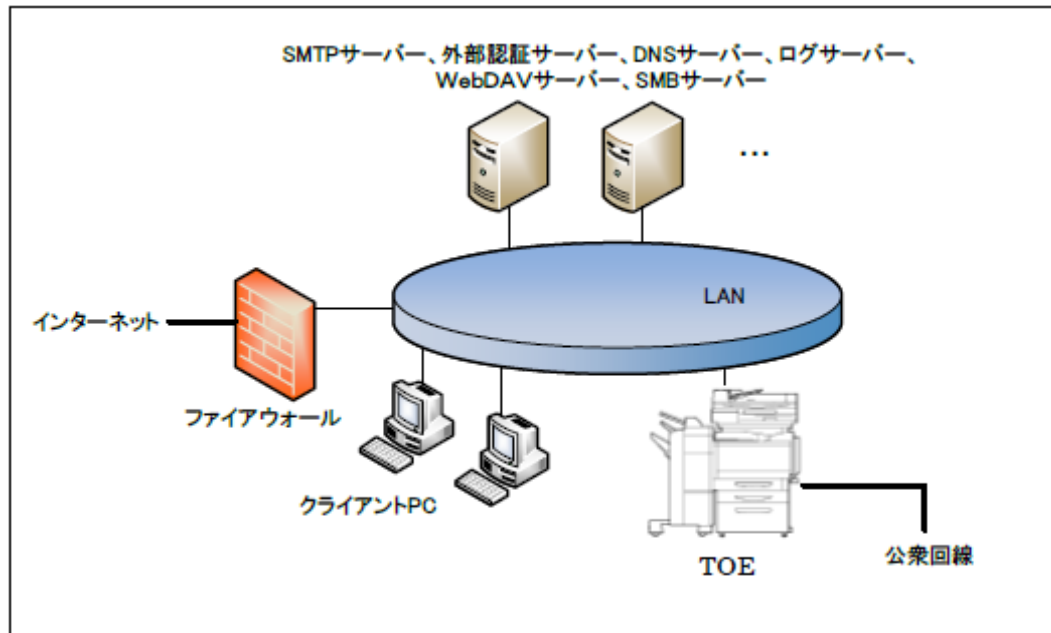 SMTPサーバー、外部認証サーバー、DNSサーバー、ログサーバー、
WebDAVサーバー、SMBサーバー
…
LAN
インターネット
ファイアウォール
クライアントPC
TOE
公衆回線